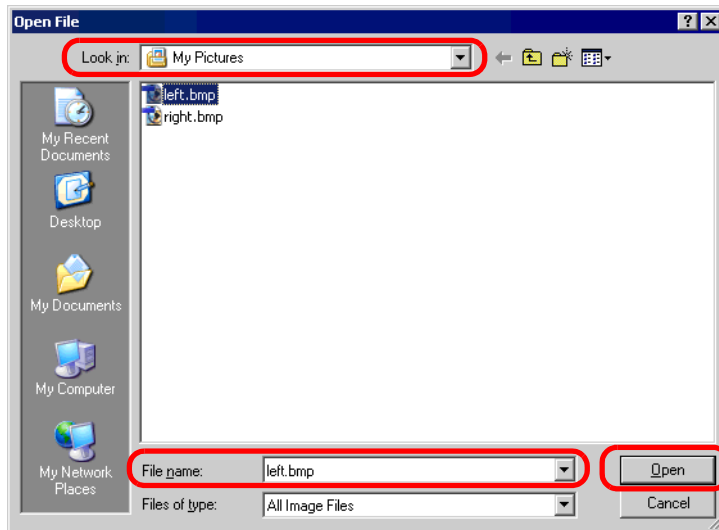 Open File
Look in: My Pictures
left.bmp
right.bmp
My Recent
Documents
Desktop
My Documents
My Computer
My Network
Places
File name: left.bmp
Open
Files of type: All Image Files
Cancel